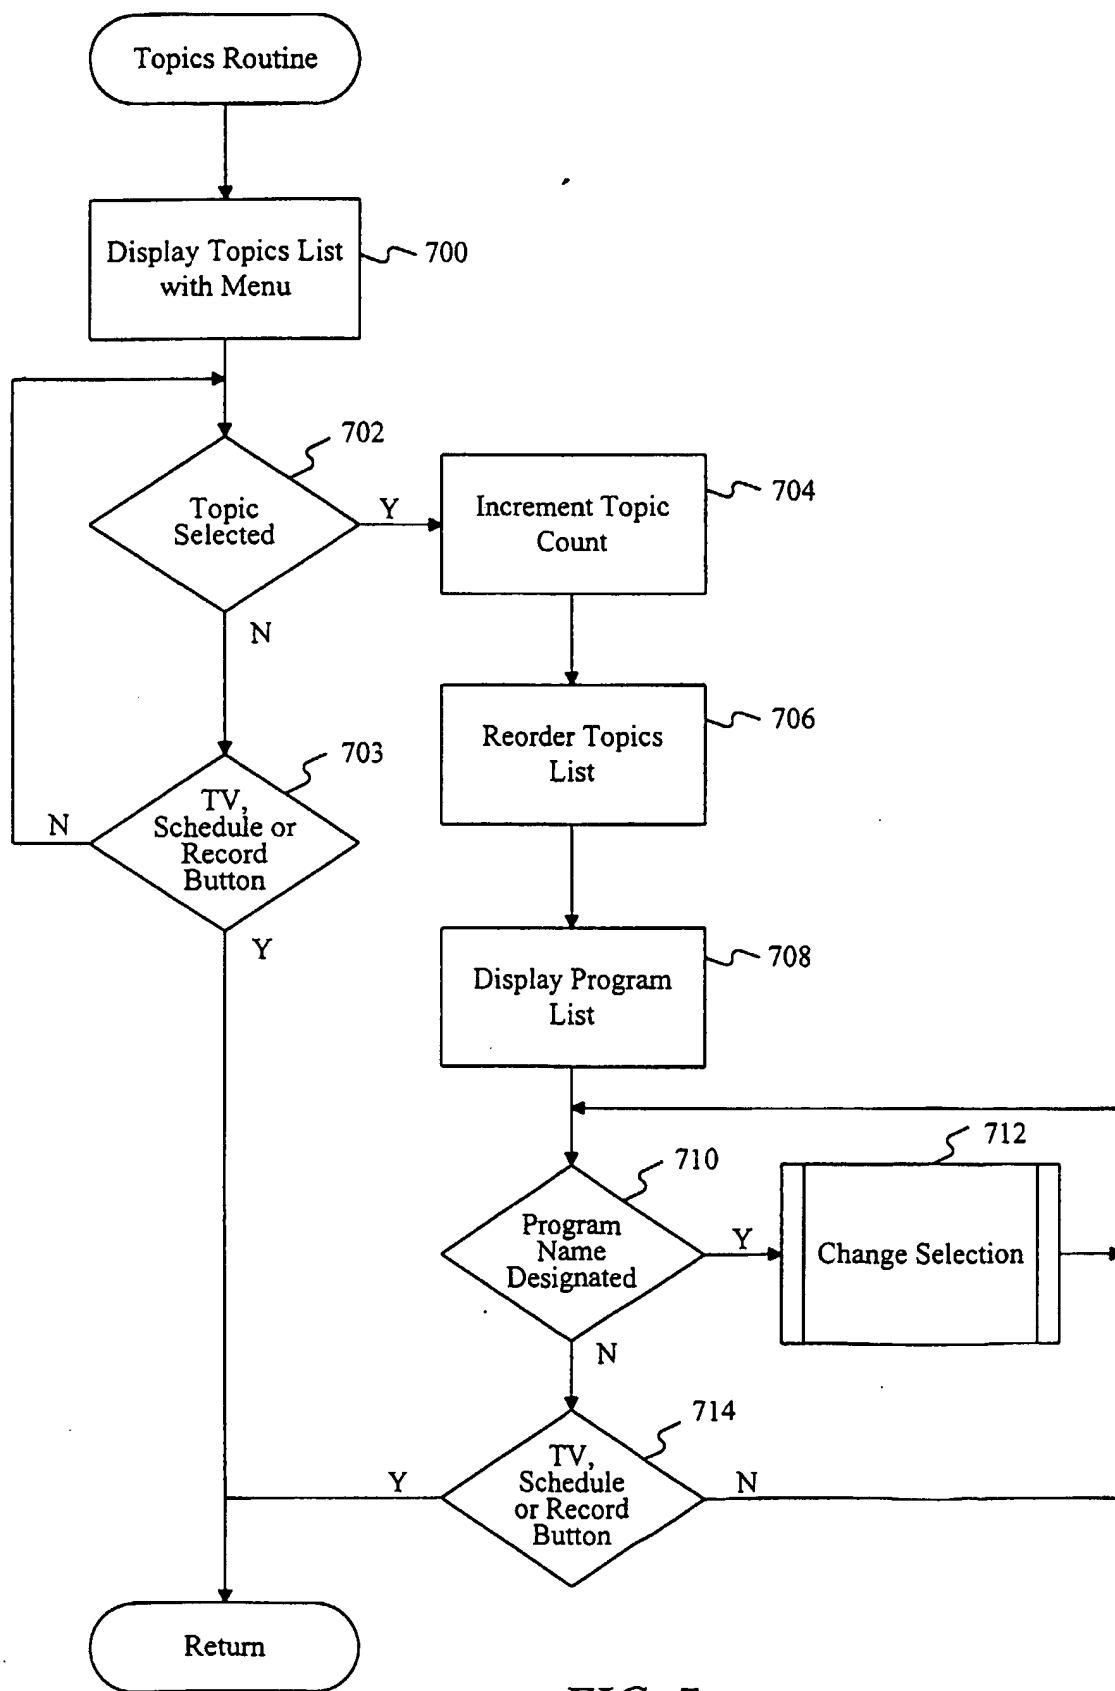 Topics Routine
Display Topics List
with Menu
700
702
Topic
Selected
Y
Increment Topic
Count
704
N
Reorder Topics
List
706
703
TV,
Schedule or
Record
Button
N
Y
Display Program
List
708
710
Program
Name
Designated
Y
712
Change Selection
N
714
TV,
Schedule
or Record
Button
Y
N
Return